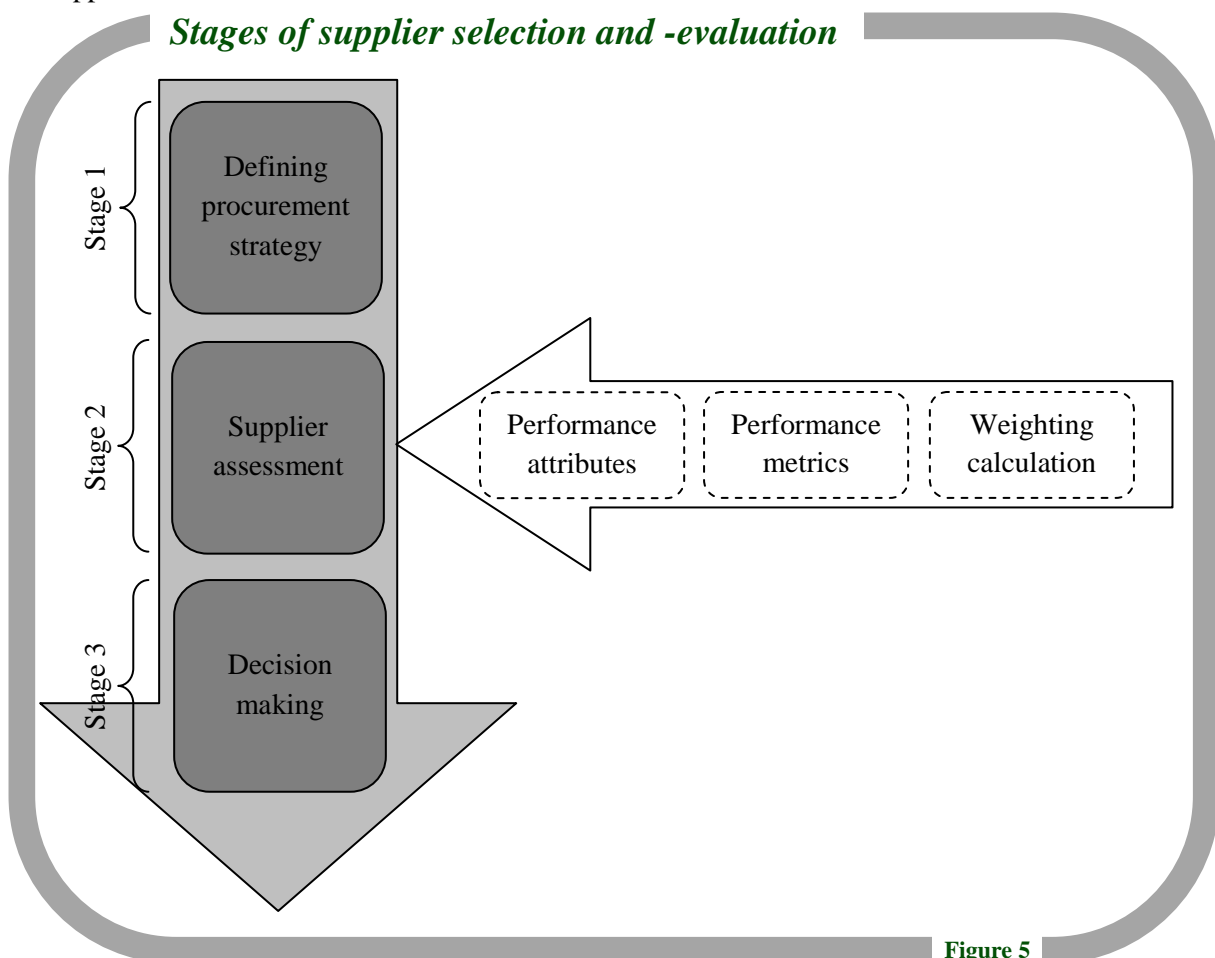 Stages of supplier selection and -evaluation
Stage 1
Defining
procurement
strategy
Stage 2
Supplier
assessment
Performance
attributes
Performance
metrics
Weighting
calculation
Stage 3
Decision
making
Figure 5